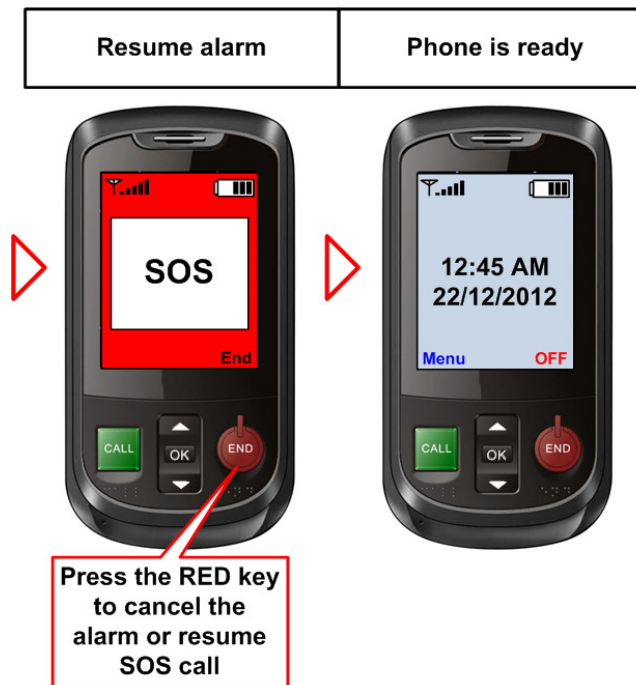 Resume alarm
Phone is ready
SOS
End
CALL
OK
END
12:45 AM
22/12/2012
Menu OFF
CALL
OK
END
Press the RED key
to cancel the
alarm or resume
SOS call